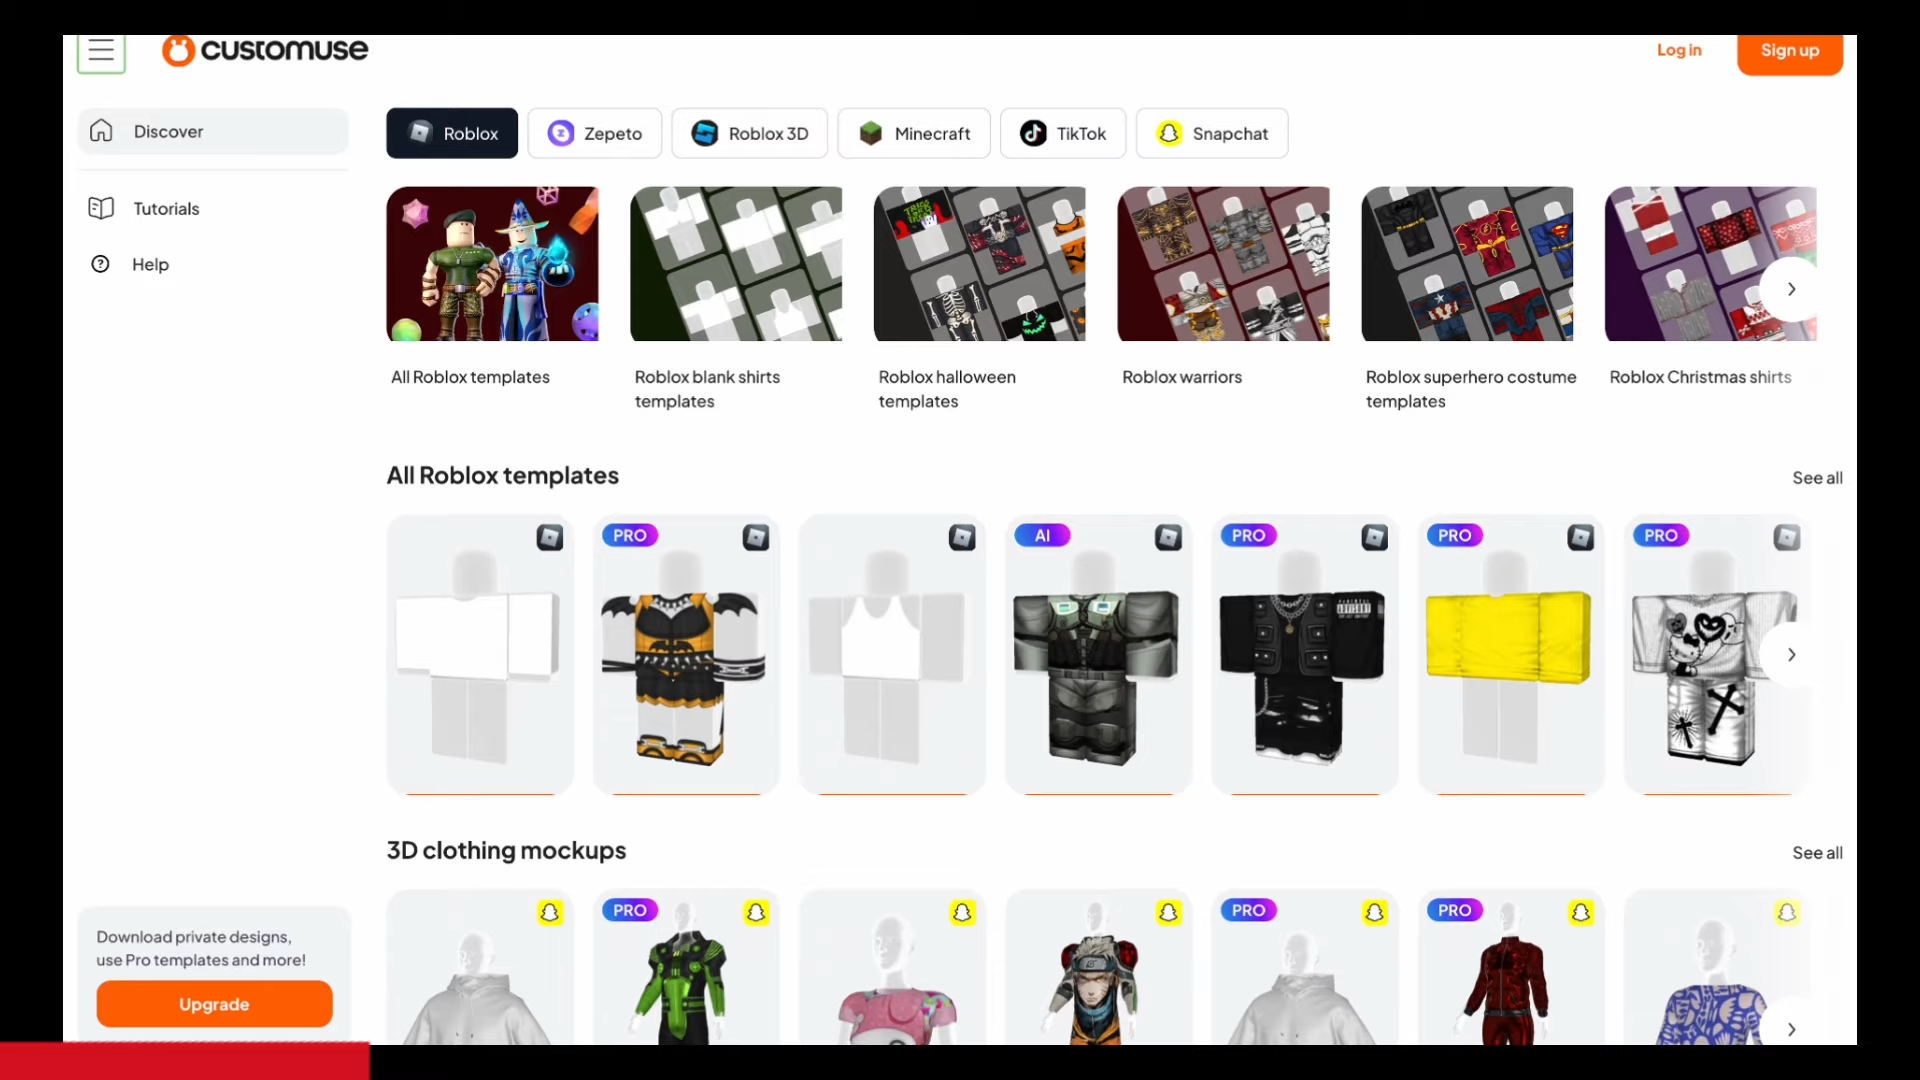 customuse
Log in
Sign up
Discover
Tutorials
Help
Roblox
Zepeto
Roblox 3D
Minecraft
TikTok
Snapchat
All Roblox templates
Roblox blank shirts
templates
Roblox halloween
templates
Roblox warriors
Roblox superhero costume
templates
Roblox Christmas shirts
All Roblox templates
See all
PRO
AI
PRO
PRO
PRO
3D clothing mockups
See all
PRO
PRO
PRO
Download private designs,
use Pro templates and more!
Upgrade